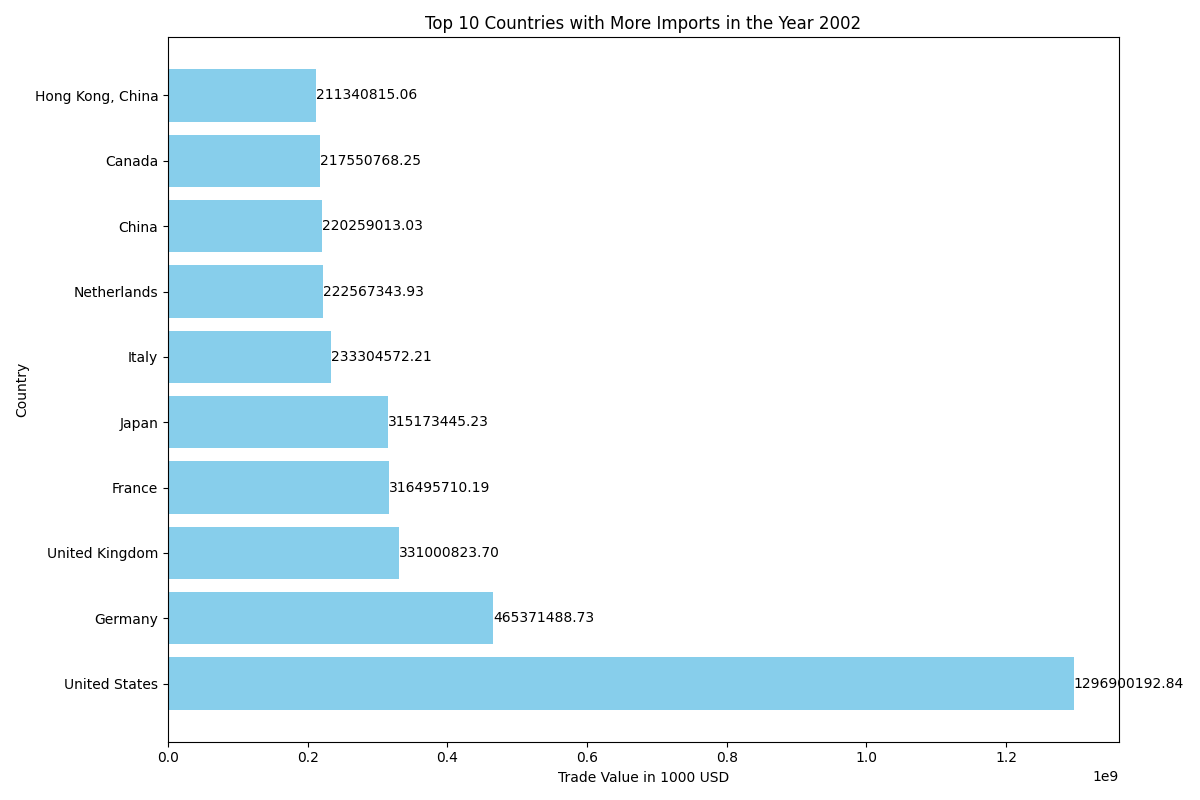 Top 10 Countries with More Imports in the Year 2002
Hong Kong, China 211340815.06
Canada 217550768.25
China 220259013.03
Netherlands 222567343.93
Italy 233304572.21
Country
Japan 315173445.23
France 316495710.19
United Kingdom 331000823.70
Germany 465371488.73
United States 1296900192.84
0.0 0.2 0.4 0.6 0.8 1.0 1.2
Trade Value in 1000 USD 1e9